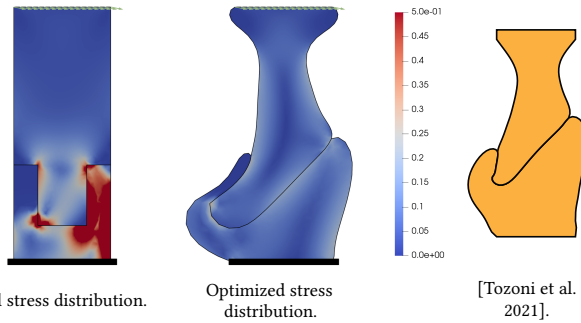 5.0e-01
0.45
0.4
0.35
0.3
0.25
0.2
0.15
0.1
0.05
0.0e+00
stress distribution.
Optimized stress
distribution.
[Tozoni et al.
2021].